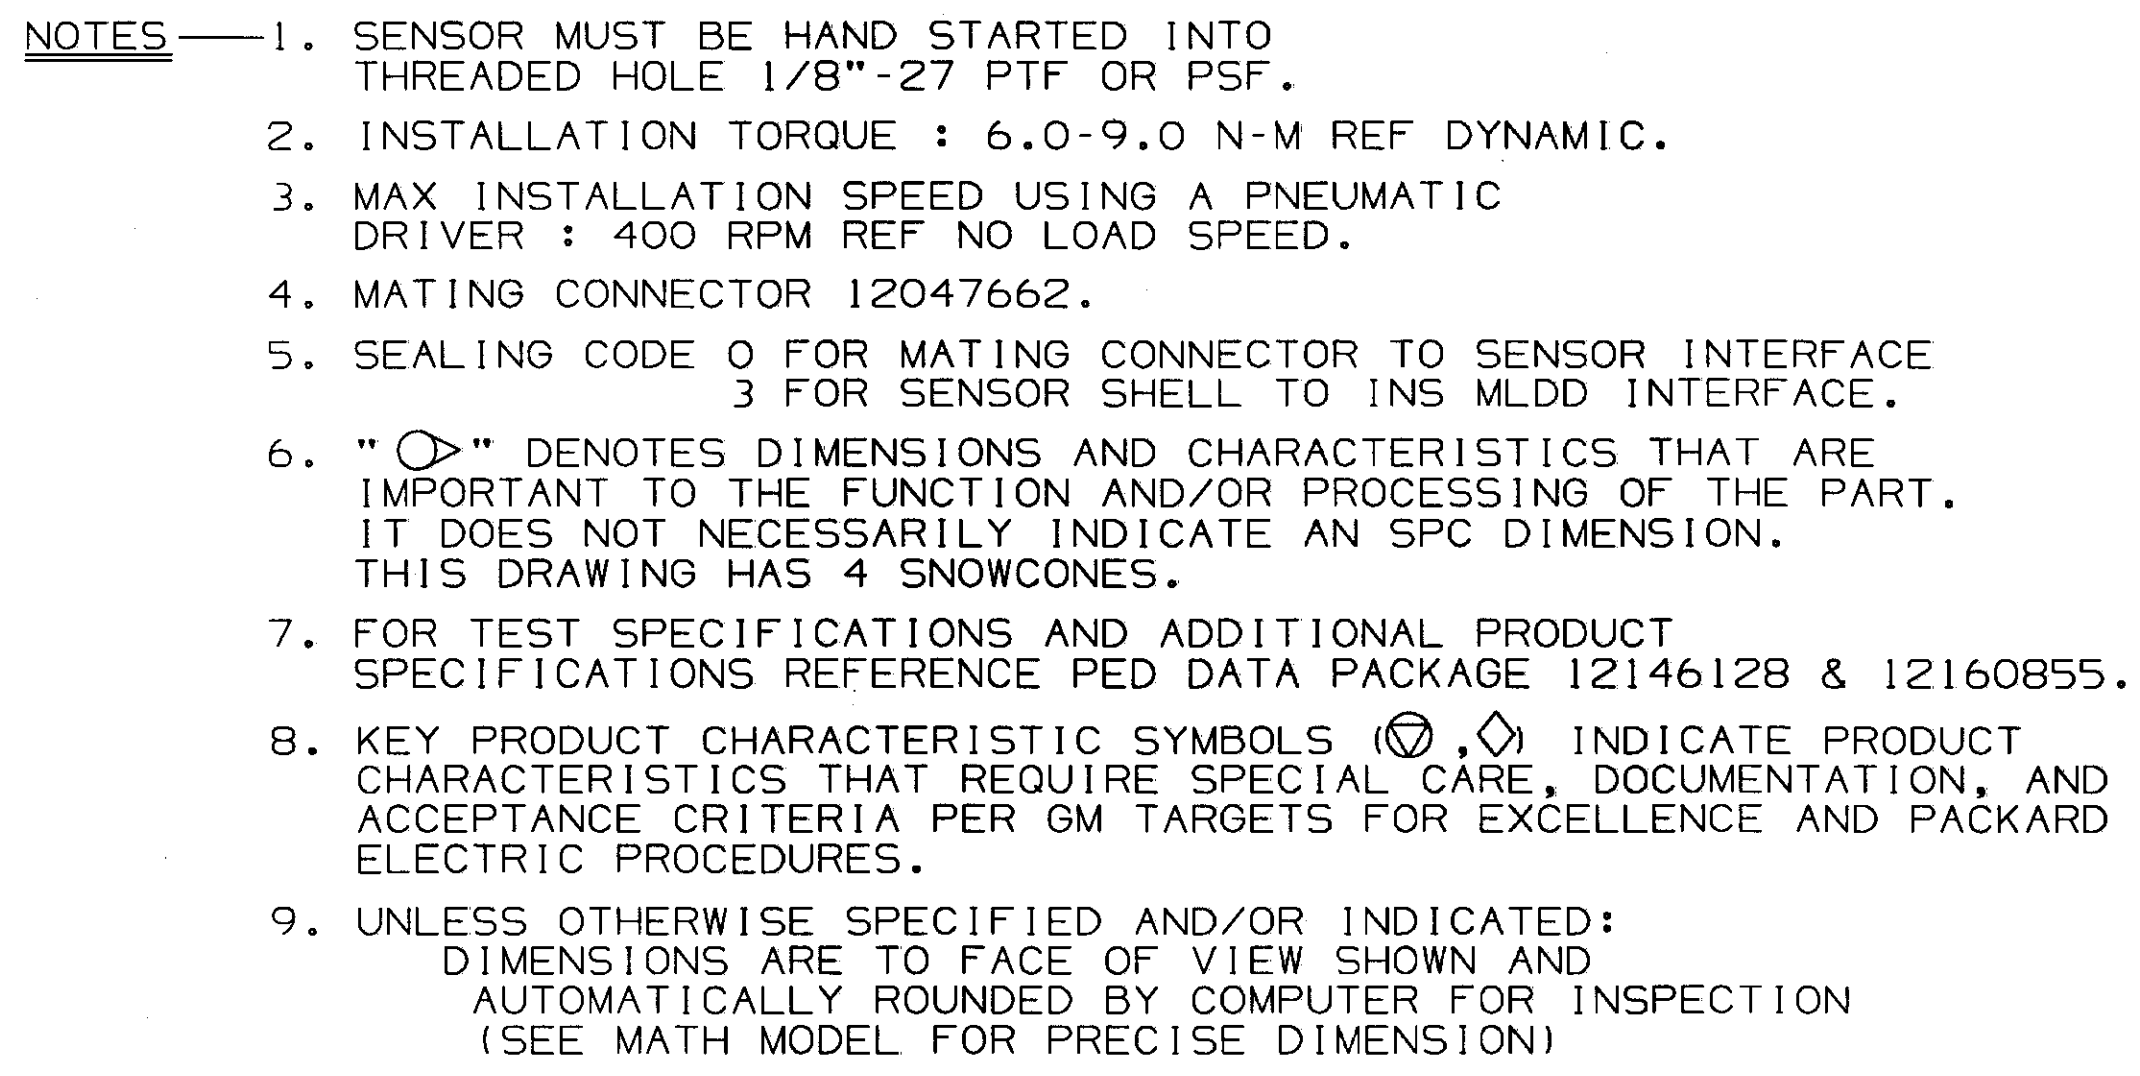 NOTES 1. SENSOR MUST BE HAND STARTED INTO
THREADED HOLE 1/8"-27 PTF OR PSF.
2. INSTALLATION TORQUE : 6.0-9.0 N-M REF DYNAMIC.
3. MAX INSTALLATION SPEED USING A PNEUMATIC
DRIVER : 400 RPM REF NO LOAD SPEED.
4. MATING CONNECTOR 12047662.
5. SEALING CODE 0 FOR MATING CONNECTOR TO SENSOR INTERFACE
3 FOR SENSOR SHELL TO INS MLDD INTERFACE.
6. " " DENOTES DIMENSIONS AND CHARACTERISTICS THAT ARE
IMPORTANT TO THE FUNCTION AND/OR PROCESSING OF THE PART.
IT DOES NOT NECESSARILY INDICATE AN SPC DIMENSION.
THIS DRAWING HAS 4 SNOWCONES.
7. FOR TEST SPECIFICATIONS AND ADDITIONAL PRODUCT
SPECIFICATIONS REFERENCE PED DATA PACKAGE 12146128 & 12160855.
8. KEY PRODUCT CHARACTERISTIC SYMBOLS ( , ) INDICATE PRODUCT
CHARACTERISTICS THAT REQUIRE SPECIAL CARE, DOCUMENTATION, AND
ACCEPTANCE CRITERIA PER GM TARGETS FOR EXCELLENCE AND PACKARD
ELECTRIC PROCEDURES.
9. UNLESS OTHERWISE SPECIFIED AND/OR INDICATED:
DIMENSIONS ARE TO FACE OF VIEW SHOWN AND
AUTOMATICALLY ROUNDED BY COMPUTER FOR INSPECTION
(SEE MATH MODEL FOR PRECISE DIMENSION)